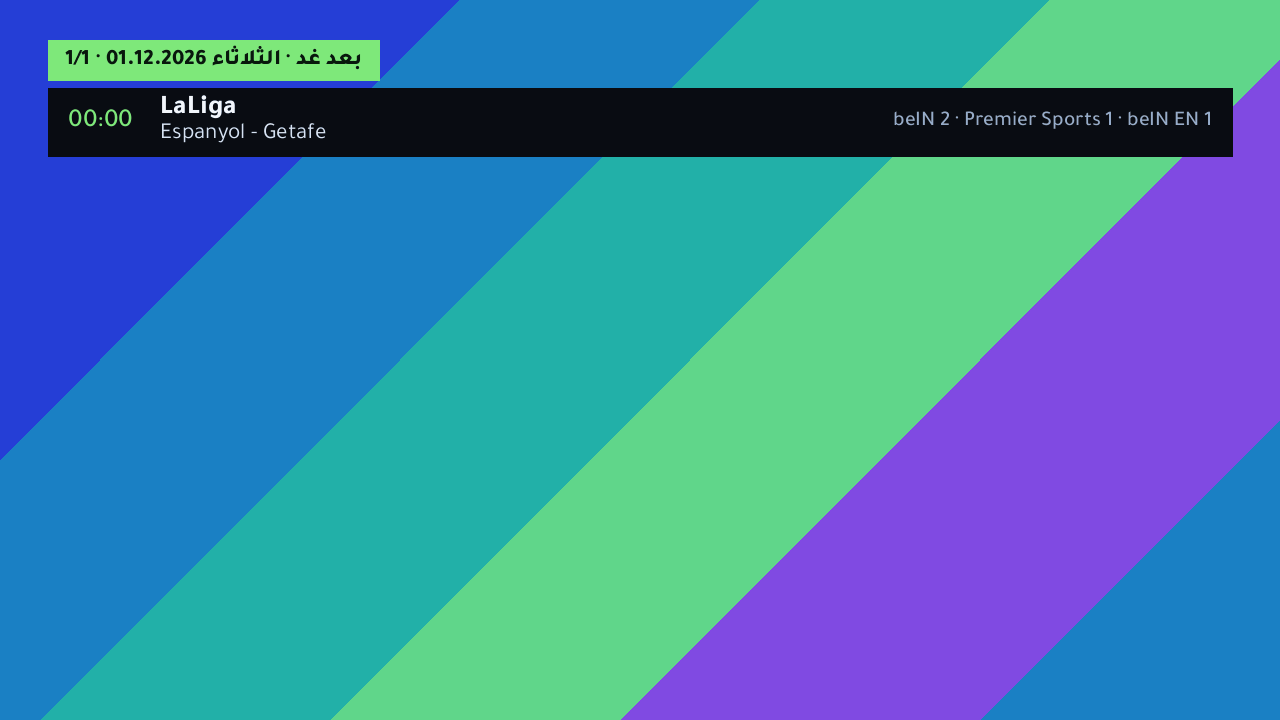 بعد غد · الثلاثاء 01.12.2026 · 1/1
00:00
LaLiga
Espanyol - Getafe
beIN 2 · Premier Sports 1 · beIN EN 1